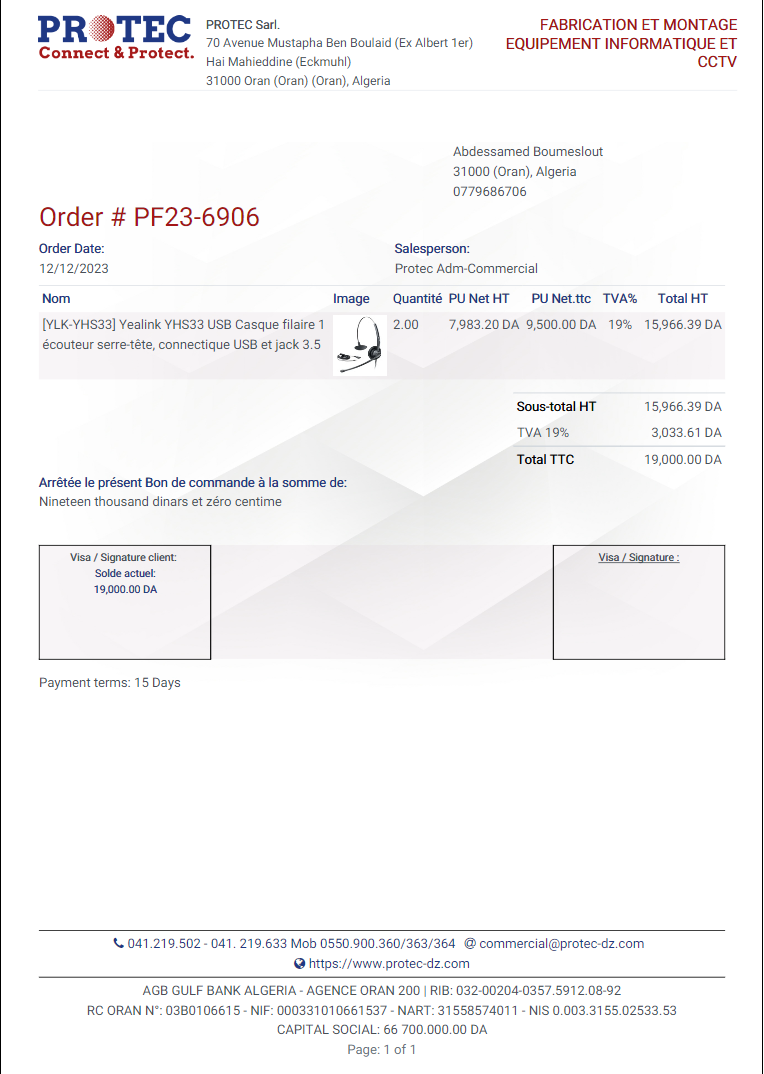 PROTEC
Connect & Protect.
PROTEC Sarl.
70 Avenue Mustapha Ben Boulaid (Ex Albert 1er)
Hai Mahieddine (Eckmuhl)
31000 Oran (Oran) (Oran), Algeria
FABRICATION ET MONTAGE
EQUIPEMENT INFORMATIQUE ET
CCTV
Abdessamed Boumeslout
31000 (Oran), Algeria
0779686706
Order # PF23-6906
Order Date: Salesperson:
12/12/2023 Protec Adm-Commercial
Nom Image Quantité PU Net HT PU Net.ttc TVA% Total HT
[YLK-YHS33] Yealink YHS33 USB Casque filaire 1 2.00 7,983.20 DA 9,500.00 DA 19% 15,966.39 DA
écouteur serre-tête, connectique USB et jack 3.5
Sous-total HT 15,966.39 DA
TVA 19% 3,033.61 DA
Total TTC 19,000.00 DA
Arrêtée le présent Bon de commande à la somme de:
Nineteen thousand dinars et zéro centime
Visa / Signature client:
Solde actuel:
19,000.00 DA
Visa / Signature :
Payment terms: 15 Days
041.219.502 - 041. 219.633 Mob 0550.900.360/363/364 @ commercial@protec-dz.com
https://www.protec-dz.com
AGB GULF BANK ALGERIA - AGENCE ORAN 200 | RIB: 032-00204-0357.5912.08-92
RC ORAN N°: 03B0106615 - NIF: 000331010661537 - NART: 31558574011 - NIS 0.003.3155.02533.53
CAPITAL SOCIAL: 66 700.000.00 DA
Page: 1 of 1